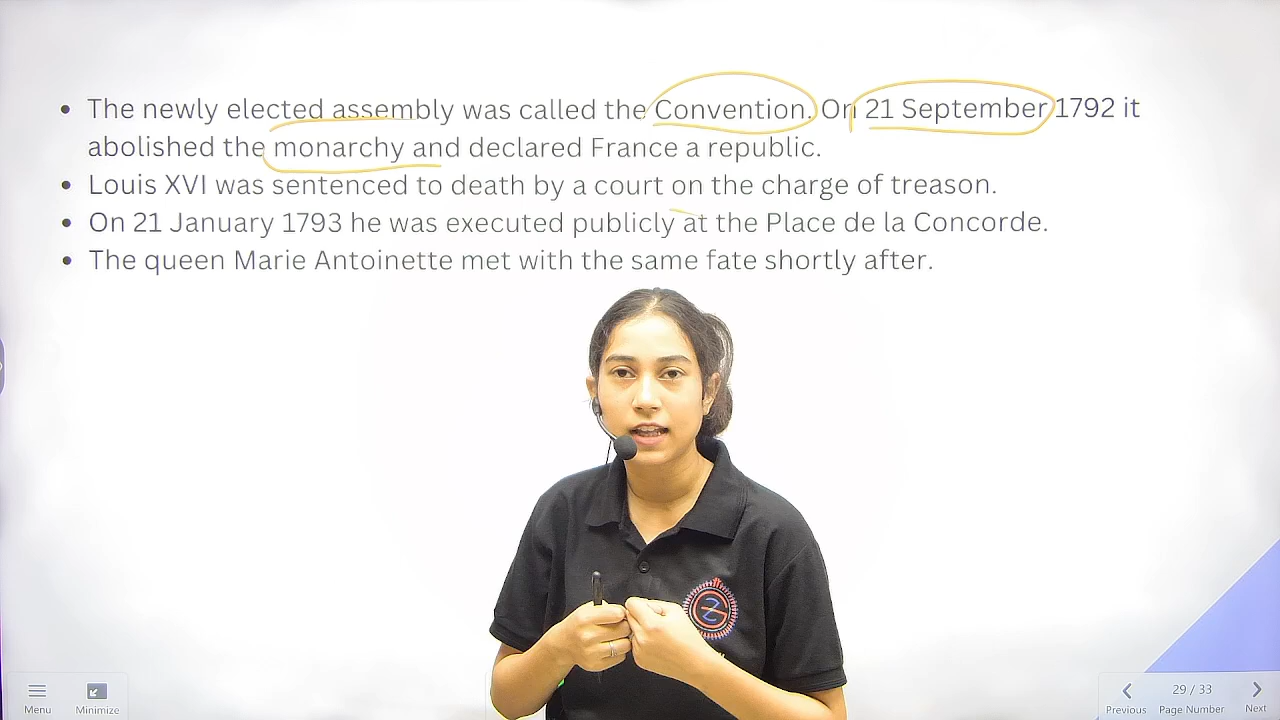 • The newly elected assembly was called the Convention. On 21 September 1792 it
abolished the monarchy and declared France a republic.
• Louis XVI was sentenced to death by a court on the charge of treason.
• On 21 January 1793 he was executed publicly at the Place de la Concorde.
• The queen Marie Antoinette met with the same fate shortly after.
Menu
Minimize
29 / 33
Previous Page Number Next